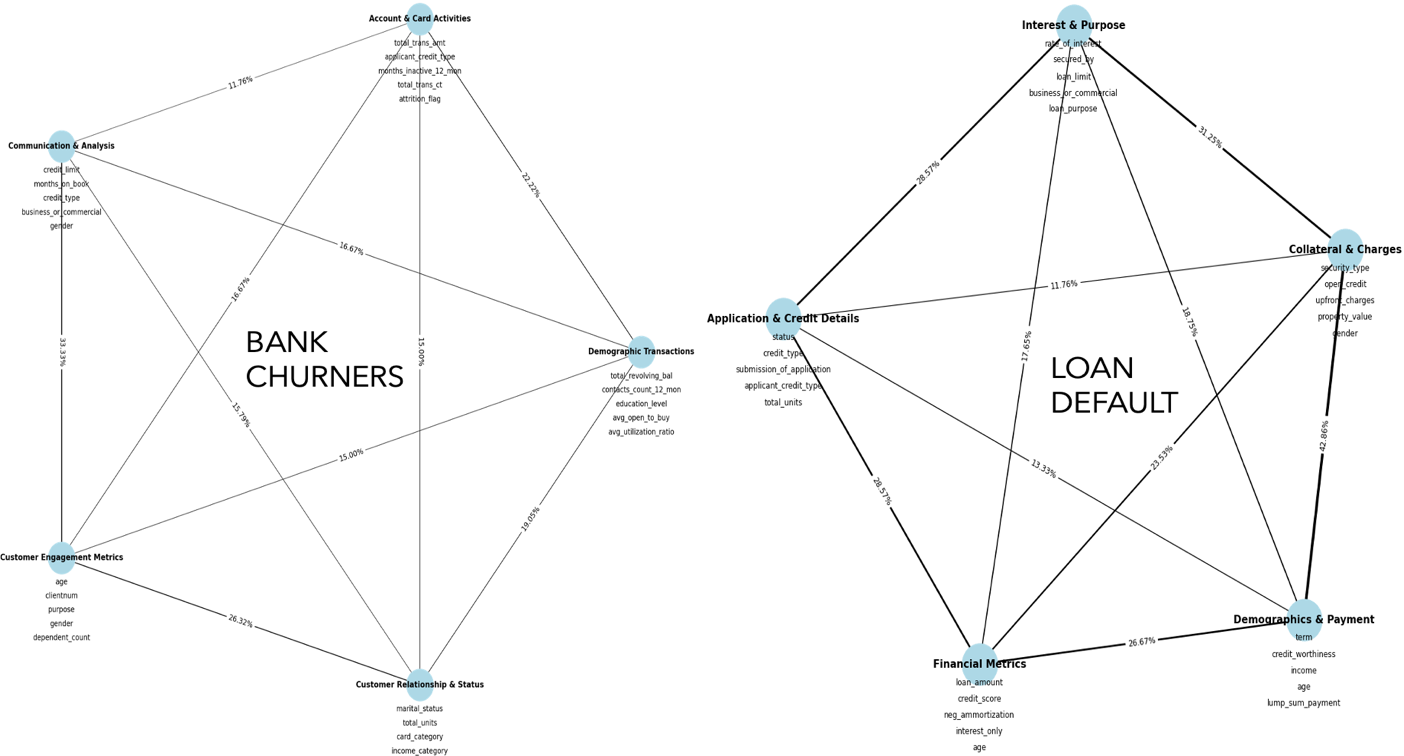 Account & Card Activities
total_trans_amt
applicant_credit_type
months_inactive_12_mon
total_trans_ct
attrition_flag
11.76%
Communication & Analysis
credit_limit
months_on_book
credit_type
business_or_commercial
gender
22.22%
16.67%
16.67%
BANK
CHURNERS
33.33%
15.00%
Demographic Transactions
total_revolving_bal
contacts_count_12_mon
education_level
avg_open_to_buy
avg_utilization_ratio
15.79%
15.00%
19.05%
Customer Engagement Metrics
age
clientnum
purpose
gender
dependent_count
26.32%
Customer Relationship & Status
marital_status
total_units
card_category
income_category
Interest & Purpose
rate_of_interest
secured_by
loan_limit
business_or_commercial
loan_purpose
28.57%
31.25%
Collateral & Charges
security_type
open_credit
upfront_charges
property_value
gender
11.76%
Application & Credit Details
status
credit_type
submission_of_application
applicant_credit_type
total_units
17.65%
18.75%
LOAN
DEFAULT
42.86%
23.53%
13.33%
28.57%
Demographics & Payment
term
credit_worthiness
income
age
lump_sum_payment
26.67%
Financial Metrics
loan_amount
credit_score
neg_ammortization
interest_only
age